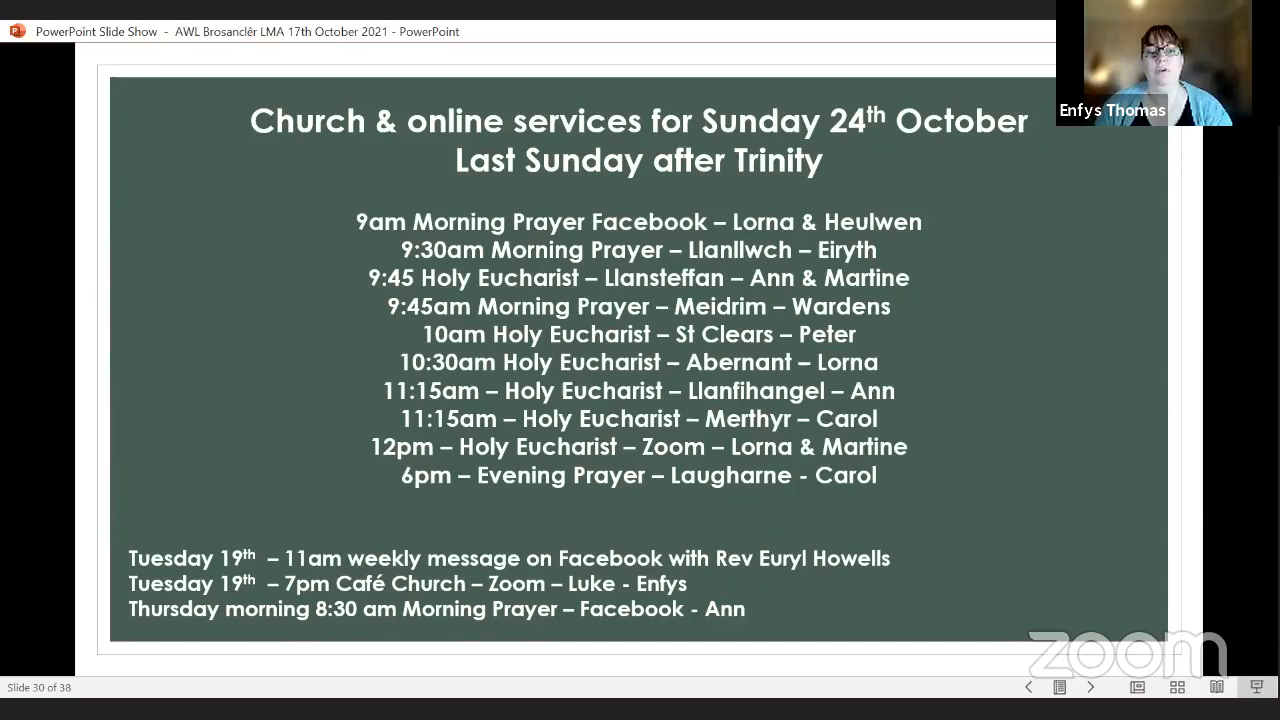 PowerPoint Slide Show - AWL Brosanclêr LMA 17th October 2021 - PowerPoint
Enfys Thomas
Church & online services for Sunday 24th October
Last Sunday after Trinity
9am Morning Prayer Facebook – Lorna & Heulwen
9:30am Morning Prayer – Llanllwch – Eiryth
9:45 Holy Eucharist – Llansteffan – Ann & Martine
9:45am Morning Prayer – Meidrim – Wardens
10am Holy Eucharist – St Clears – Peter
10:30am Holy Eucharist – Abernant – Lorna
11:15am – Holy Eucharist – Llanfihangel – Ann
11:15am – Holy Eucharist – Merthyr – Carol
12pm – Holy Eucharist – Zoom – Lorna & Martine
6pm – Evening Prayer – Laugharne - Carol
Tuesday 19th – 11am weekly message on Facebook with Rev Euryl Howells
Tuesday 19th – 7pm Café Church – Zoom – Luke - Enfys
Thursday morning 8:30 am Morning Prayer – Facebook - Ann
zoom
Slide 30 of 38